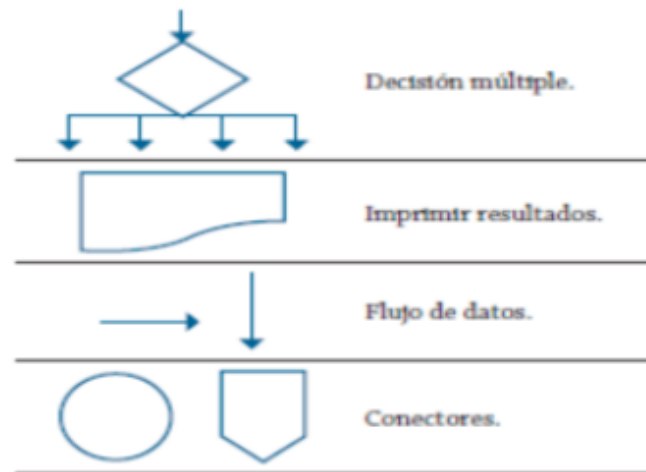 Decisión múltiple.
Imprimir resultados.
Flujo de datos.
Conectores.